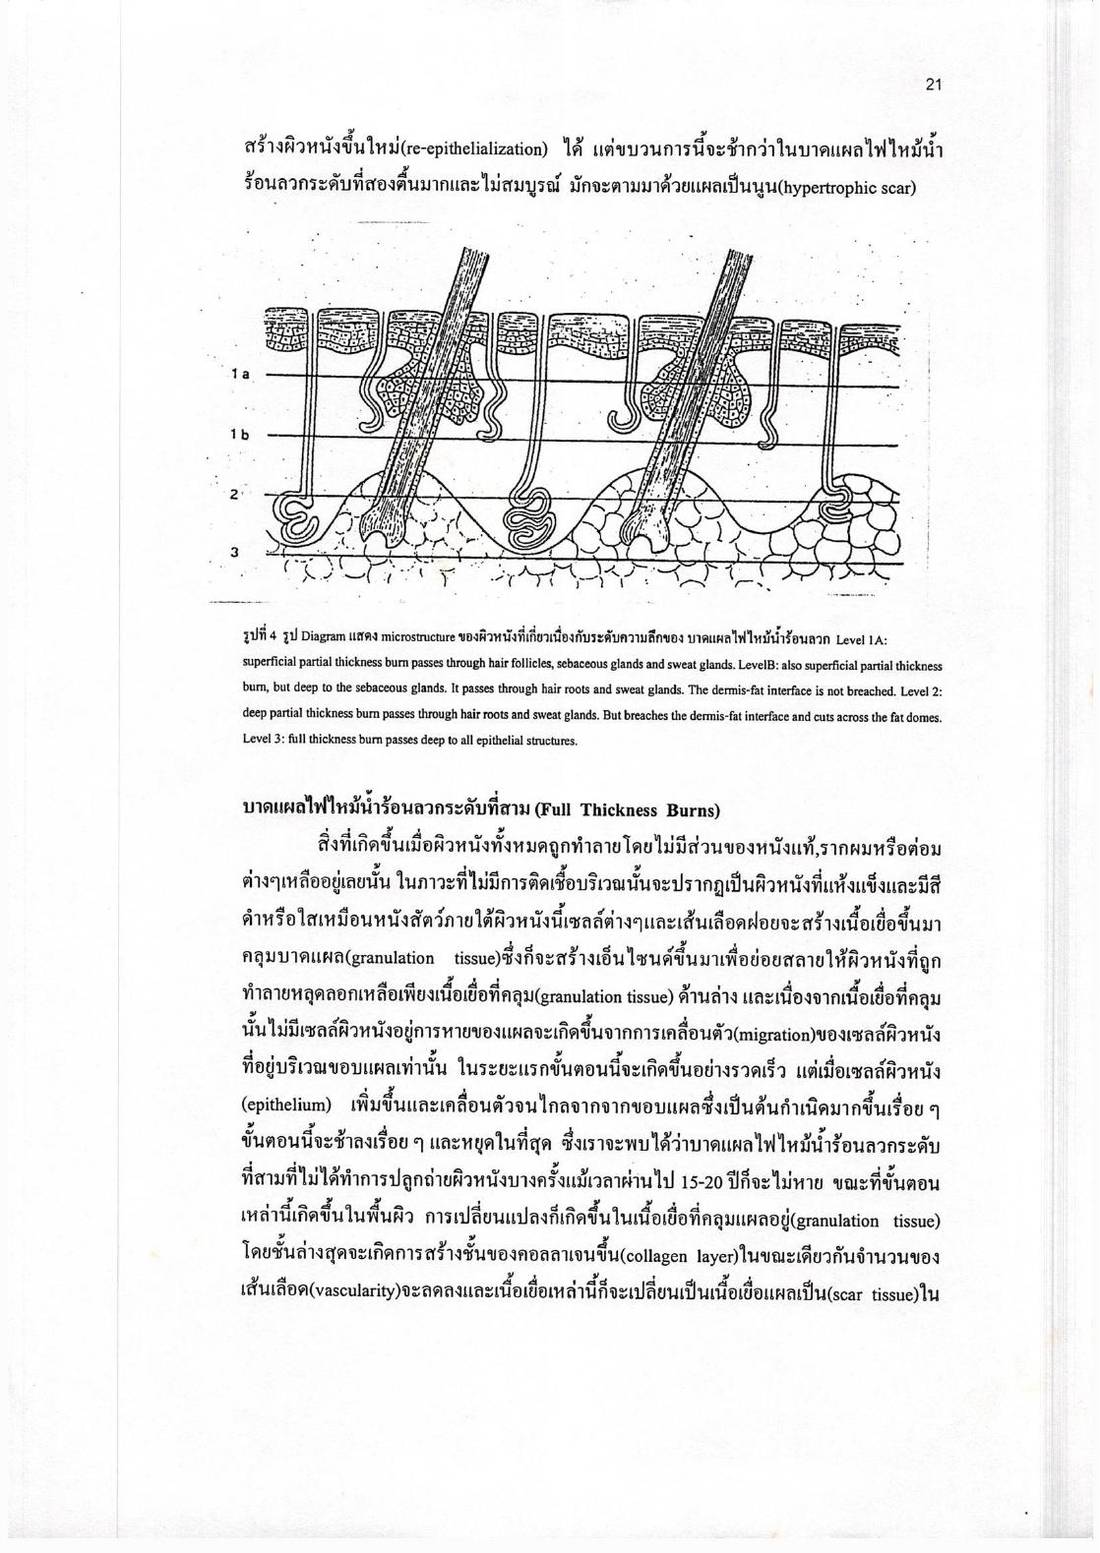 21
สร้างผิวหนังขึ้นใหม่(re-epithelialization) ได้ แต่ขบวนการนี้จะช้ากว่าในบาดแผลไฟไหม้น้ำ
ร้อนลวกระดับที่สองตื้นมากและไม่สมบูรณ์ มักจะตามมาด้วยแผลเป็นนูน(hypertrophic scar)
1 a
1 b
2
3
รูปที่ 4 รูป Diagram แสดง microstructure ของผิวหนังที่เกี่ยวเนื่องกับระดับความลึกของ บาดแผลไฟไหม้น้ำร้อนลวก Level 1A:
superficial partial thickness burn passes through hair follicles, sebaceous glands and sweat glands. LevelB: also superficial partial thickness
burn, but deep to the sebaceous glands. It passes through hair roots and sweat glands. The dermis-fat interface is not breached. Level 2:
deep partial thickness burn passes through hair roots and sweat glands. But breaches the dermis-fat interface and cuts across the fat domes.
Level 3: full thickness burn passes deep to all epithelial structures.
บาดแผลไฟไหม้น้ำร้อนลวกระดับที่สาม (Full Thickness Burns)
สิ่งที่เกิดขึ้นเมื่อผิวหนังทั้งหมดถูกทำลายโดยไม่มีส่วนของหนังแท้,รากผมหรือต่อม
ต่างๆเหลืออยู่เลยนั้น ในภาวะที่ไม่มีการติดเชื้อบริเวณนั้นจะปรากฏเป็นผิวหนังที่แห้งแข็งและมีสี
ดำหรือใสเหมือนหนังสัตว์ภายใต้ผิวหนังนี้เซลล์ต่างๆและเส้นเลือดฝอยจะสร้างเนื้อเยื่อขึ้นมา
คลุมบาดแผล(granulation tissue)ซึ่งก็จะสร้างเอ็นไซนด์ขึ้นมาเพื่อย่อยสลายให้ผิวหนังที่ถูก
ทำลายหลุดลอกเหลือเพียงเนื้อเยื่อที่คลุม(granulation tissue) ด้านล่าง และเนื่องจากเนื้อเยื่อที่คลุม
นั้นไม่มีเซลล์ผิวหนังอยู่การหายของแผลจะเกิดขึ้นจากการเคลื่อนตัว(migration)ของเซลล์ผิวหนัง
ที่อยู่บริเวณขอบแผลเท่านั้น ในระยะแรกขั้นตอนนี้จะเกิดขึ้นอย่างรวดเร็ว แต่เมื่อเซลล์ผิวหนัง
(epithelium) เพิ่มขึ้นและเคลื่อนตัวจนไกลจากจากขอบแผลซึ่งเป็นต้นกำเนิดมากขึ้นเรื่อย ๆ
ขั้นตอนนี้จะช้าลงเรื่อย ๆ และหยุดในที่สุด ซึ่งเราจะพบได้ว่าบาดแผลไฟไหม้น้ำร้อนลวกระดับ
ที่สามที่ไม่ได้ทำการปลูกถ่ายผิวหนังบางครั้งแม้เวลาผ่านไป 15-20 ปีก็จะไม่หาย ขณะที่ขั้นตอน
เหล่านี้เกิดขึ้นในพื้นผิว การเปลี่ยนแปลงก็เกิดขึ้นในเนื้อเยื่อที่คลุมแผลอยู่(granulation tissue)
โดยชั้นล่างสุดจะเกิดการสร้างชั้นของคอลลาเจนขึ้น(collagen layer)ในขณะเดียวกันจำนวนของ
เส้นเลือด(vascularity)จะลดลงและเนื้อเยื่อเหล่านี้ก็จะเปลี่ยนเป็นเนื้อเยื่อแผลเป็น(scar tissue)ใน